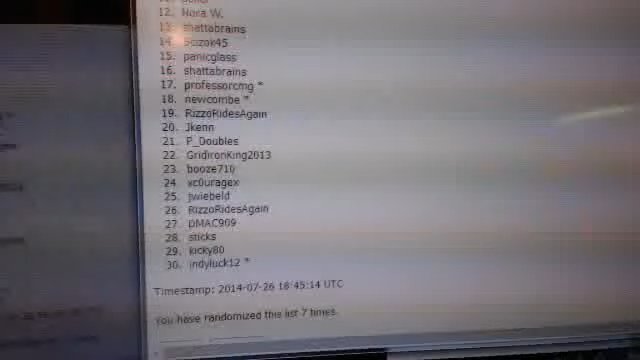 12. Nora W.
13. shattabrains
14. Scizok45
15. panicglass
16. shattabrains
17. professorcmg *
18. newcombe *
19. RizzoRidesAgain
20. Jkenn
21. P_Doubles
22. GridironKing2013
23. booze710
24. xc0uragex
25. jwiebeld
26. RizzoRidesAgain
27. DMAC909
28. sticks
29. kicky80
30. indyluck12 *
Timestamp: 2014-07-26 18:45:14 UTC
You have randomized this list 7 times.